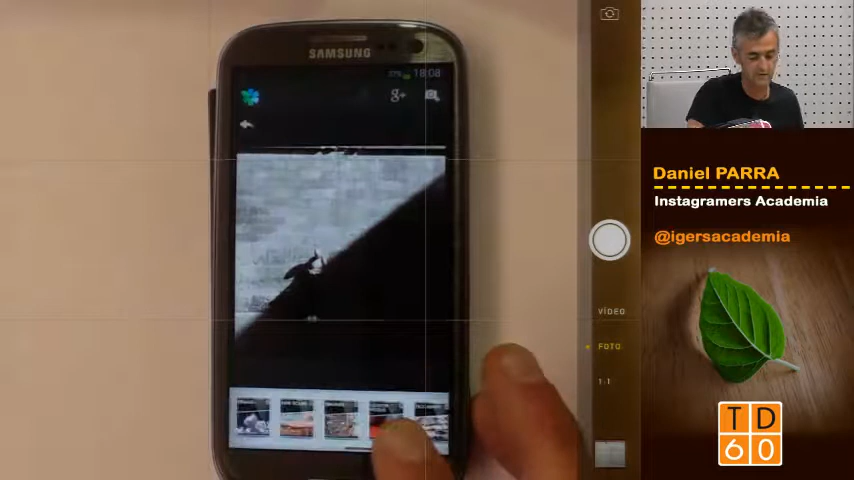 SAMSUNG
18:08
g+
VÍDEO
FOTO
1:1
Daniel PARRA
Instagramers Academia
@igersacademia
TD
60